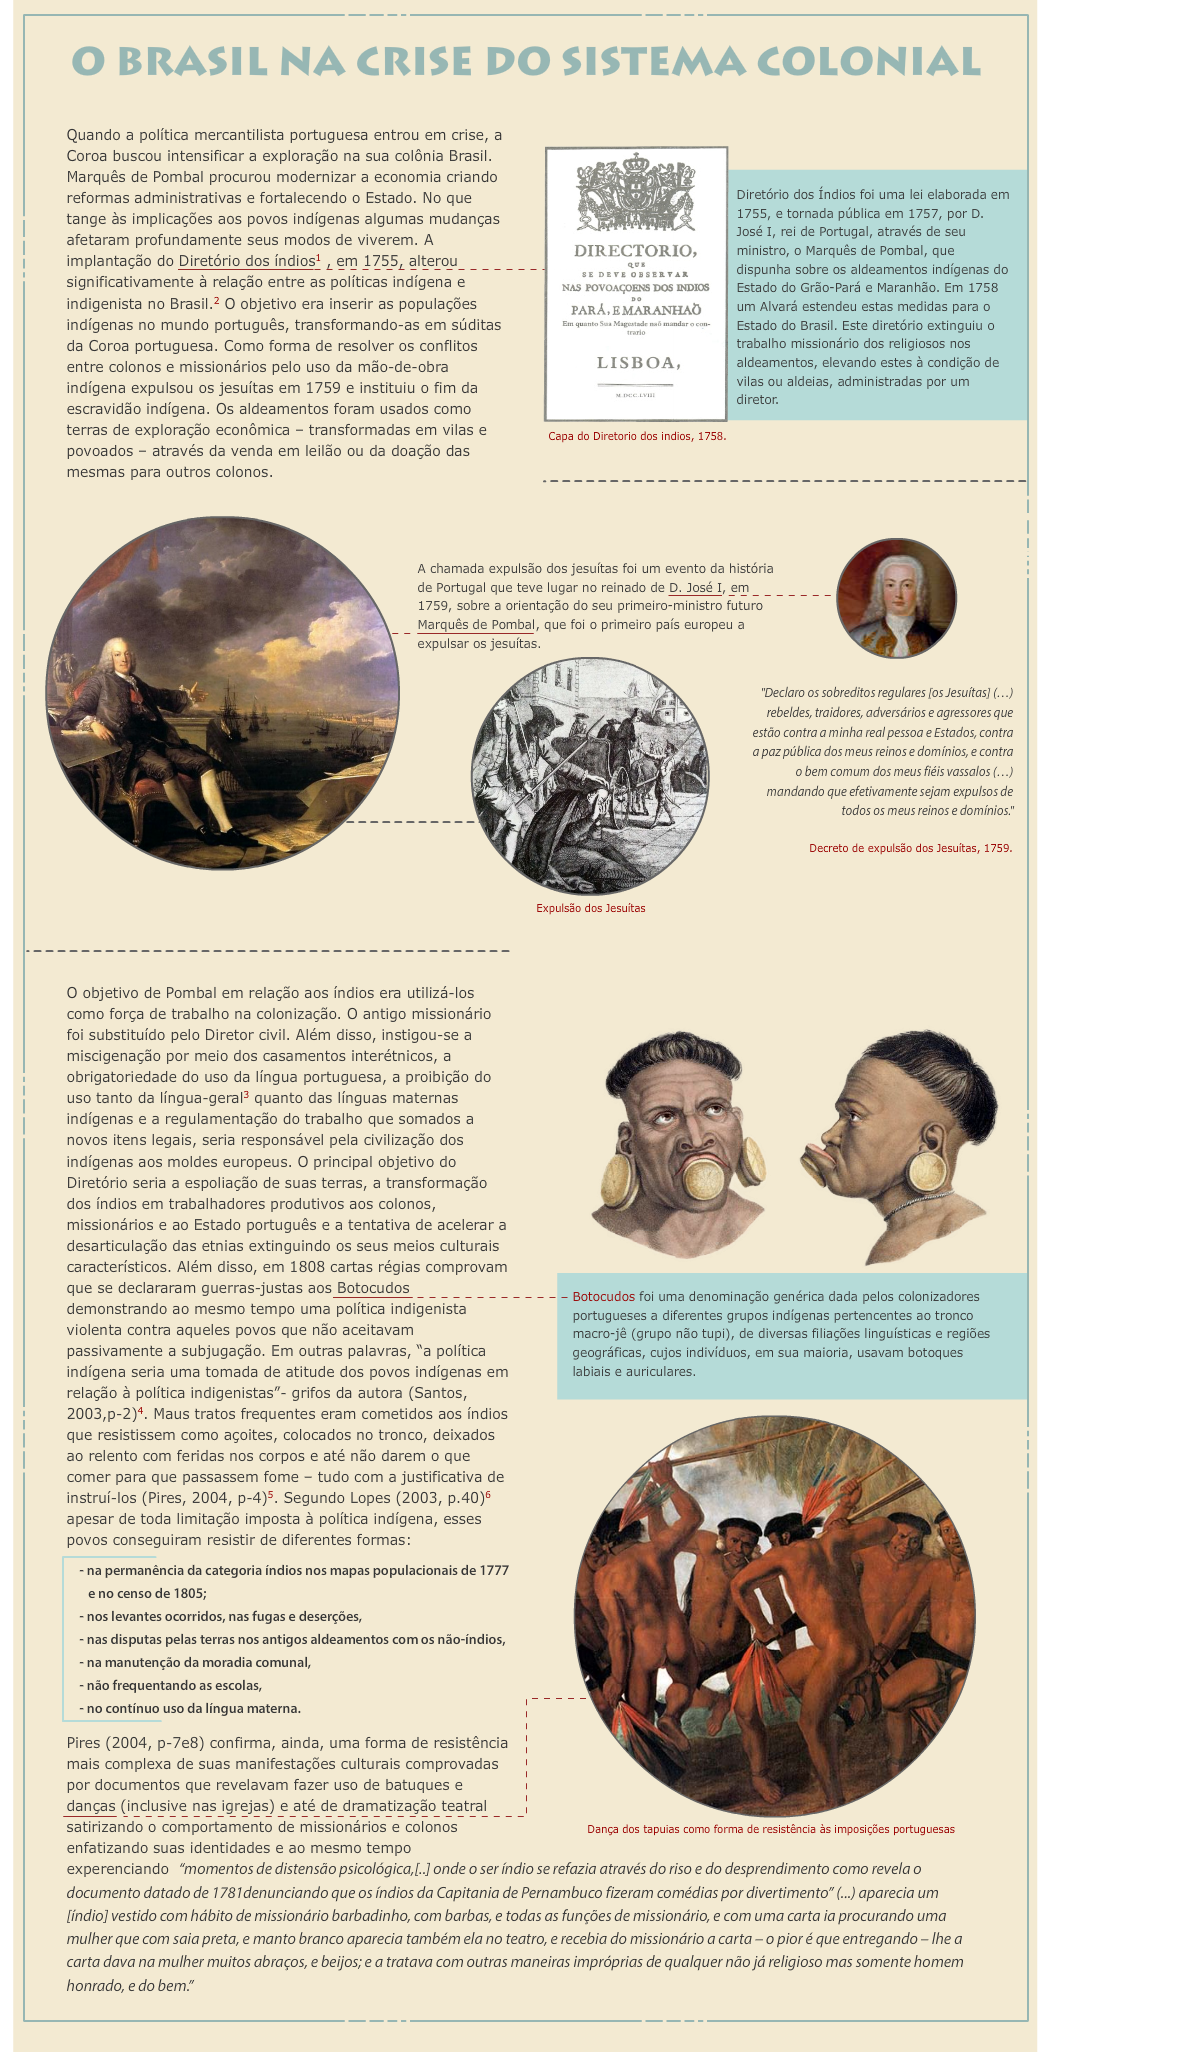 O BRASIL NA CRISE DO SISTEMA COLONIAL
Quando a política mercantilista portuguesa entrou em crise, a
Coroa buscou intensificar a exploração na sua colônia Brasil.
Marquês de Pombal procurou modernizar a economia criando
reformas administrativas e fortalecendo o Estado. No que
tange às implicações aos povos indígenas algumas mudanças
afetaram profundamente seus modos de viverem. A
implantação do Diretório dos índios¹ , em 1755, alterou
significativamente à relação entre as políticas indígena e
indigenista no Brasil.² O objetivo era inserir as populações
indígenas no mundo português, transformando-as em súditas
da Coroa portuguesa. Como forma de resolver os conflitos
entre colonos e missionários pelo uso da mão-de-obra
indígena expulsou os jesuítas em 1759 e instituiu o fim da
escravidão indígena. Os aldeamentos foram usados como
terras de exploração econômica – transformadas em vilas e
povoados – através da venda em leilão ou da doação das
mesmas para outros colonos.
DIRECTORIO,
QUE
SE DEVE OBSERVAR
NAS POVOAÇOENS DOS INDIOS
DO
PARÁ, E MARANHAÕ
Em quanto Sua Magestade naõ mandar o con-
trario
LISBOA,
M.DCC.LVIII
Capa do Diretorio dos indios, 1758.
Diretório dos Índios foi uma lei elaborada em
1755, e tornada pública em 1757, por D.
José I, rei de Portugal, através de seu
ministro, o Marquês de Pombal, que
dispunha sobre os aldeamentos indígenas do
Estado do Grão-Pará e Maranhão. Em 1758
um Alvará estendeu estas medidas para o
Estado do Brasil. Este diretório extinguiu o
trabalho missionário dos religiosos nos
aldeamentos, elevando estes à condição de
vilas ou aldeias, administradas por um
diretor.
A chamada expulsão dos jesuítas foi um evento da história
de Portugal que teve lugar no reinado de D. José I, em
1759, sobre a orientação do seu primeiro-ministro futuro
Marquês de Pombal, que foi o primeiro país europeu a
expulsar os jesuítas.
Expulsão dos Jesuítas
"Declaro os sobreditos regulares [os Jesuítas] (…)
rebeldes, traidores, adversários e agressores que
estão contra a minha real pessoa e Estados, contra
a paz pública dos meus reinos e domínios, e contra
o bem comum dos meus fiéis vassalos (…)
mandando que efetivamente sejam expulsos de
todos os meus reinos e domínios."
Decreto de expulsão dos Jesuítas, 1759.
O objetivo de Pombal em relação aos índios era utilizá-los
como força de trabalho na colonização. O antigo missionário
foi substituído pelo Diretor civil. Além disso, instigou-se a
miscigenação por meio dos casamentos interétnicos, a
obrigatoriedade do uso da língua portuguesa, a proibição do
uso tanto da língua-geral³ quanto das línguas maternas
indígenas e a regulamentação do trabalho que somados a
novos itens legais, seria responsável pela civilização dos
indígenas aos moldes europeus. O principal objetivo do
Diretório seria a espoliação de suas terras, a transformação
dos índios em trabalhadores produtivos aos colonos,
missionários e ao Estado português e a tentativa de acelerar a
desarticulação das etnias extinguindo os seus meios culturais
característicos. Além disso, em 1808 cartas régias comprovam
que se declararam guerras-justas aos Botocudos
demonstrando ao mesmo tempo uma política indigenista
violenta contra aqueles povos que não aceitavam
passivamente a subjugação. Em outras palavras, “a política
indígena seria uma tomada de atitude dos povos indígenas em
relação à política indigenistas”- grifos da autora (Santos,
2003,p-2)⁴. Maus tratos frequentes eram cometidos aos índios
que resistissem como açoites, colocados no tronco, deixados
ao relento com feridas nos corpos e até não darem o que
comer para que passassem fome – tudo com a justificativa de
instruí-los (Pires, 2004, p-4)⁵. Segundo Lopes (2003, p.40)⁶
apesar de toda limitação imposta à política indígena, esses
povos conseguiram resistir de diferentes formas:
- na permanência da categoria índios nos mapas populacionais de 1777
e no censo de 1805;
- nos levantes ocorridos, nas fugas e deserções,
- nas disputas pelas terras nos antigos aldeamentos com os não-índios,
- na manutenção da moradia comunal,
- não frequentando as escolas,
- no contínuo uso da língua materna.
Botocudos foi uma denominação genérica dada pelos colonizadores
portugueses a diferentes grupos indígenas pertencentes ao tronco
macro-jê (grupo não tupi), de diversas filiações linguísticas e regiões
geográficas, cujos indivíduos, em sua maioria, usavam botoques
labiais e auriculares.
Dança dos tapuias como forma de resistência às imposições portuguesas
Pires (2004, p-7e8) confirma, ainda, uma forma de resistência
mais complexa de suas manifestações culturais comprovadas
por documentos que revelavam fazer uso de batuques e
danças (inclusive nas igrejas) e até de dramatização teatral
satirizando o comportamento de missionários e colonos
enfatizando suas identidades e ao mesmo tempo
experenciando “momentos de distensão psicológica,[..] onde o ser índio se refazia através do riso e do desprendimento como revela o
documento datado de 1781denunciando que os índios da Capitania de Pernambuco fizeram comédias por divertimento” (...) aparecia um
[índio] vestido com hábito de missionário barbadinho, com barbas, e todas as funções de missionário, e com uma carta ia procurando uma
mulher que com saia preta, e manto branco aparecia também ela no teatro, e recebia do missionário a carta – o pior é que entregando – lhe a
carta dava na mulher muitos abraços, e beijos; e a tratava com outras maneiras impróprias de qualquer não já religioso mas somente homem
honrado, e do bem.”